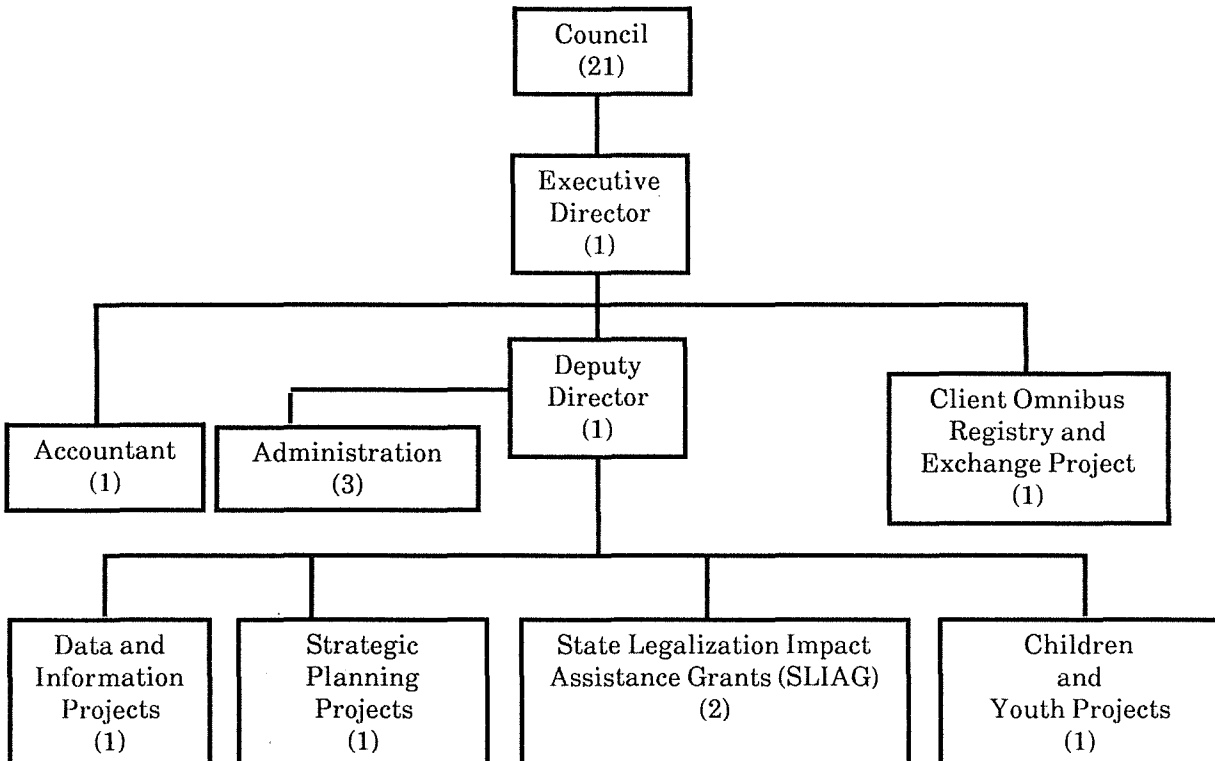 Council
(21)
Executive
Director
(1)
Deputy
Director
(1)
Accountant
(1)
Administration
(3)
Client Omnibus
Registry and
Exchange Project
(1)
Data and
Information
Projects
(1)
Strategic
Planning
Projects
(1)
State Legalization Impact
Assistance Grants (SLIAG)
(2)
Children
and
Youth Projects
(1)